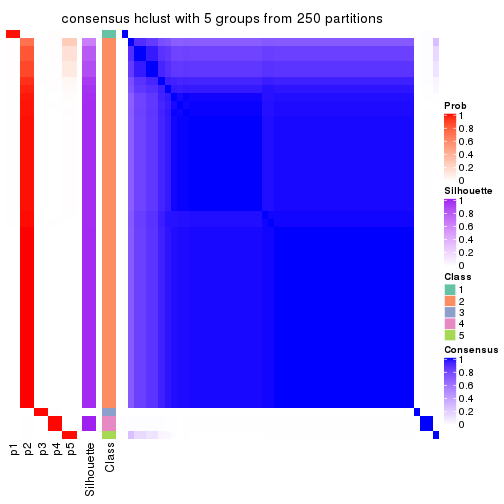 consensus hclust with 5 groups from 250 partitions
Prob
1
0.8
0.6
0.4
0.2
0
Silhouette
1
0.8
0.6
0.4
0.2
0
Class
1
2
3
4
5
Consensus
1
0.8
0.6
0.4
0.2
0
p1
p2
p3
p4
p5
Silhouette
Class